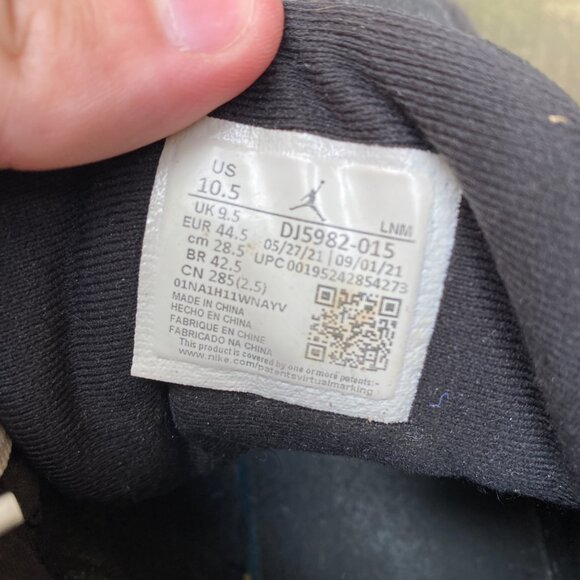 US
10.5
UK 9.5
EUR 44.5
cm 28.5
BR 42.5
CN 285(2.5)
LNM
DJ5982-015
05/27/21 | 09/01/21
UPC 00195242854273
01NA1H11WNAYV
MADE IN CHINA
HECHO EN CHINA
FABRIQUE EN CHINE
FABRICADO NA CHINA
This product is covered by one or more patents:-
www.nike.com/patentsvirtualmarking